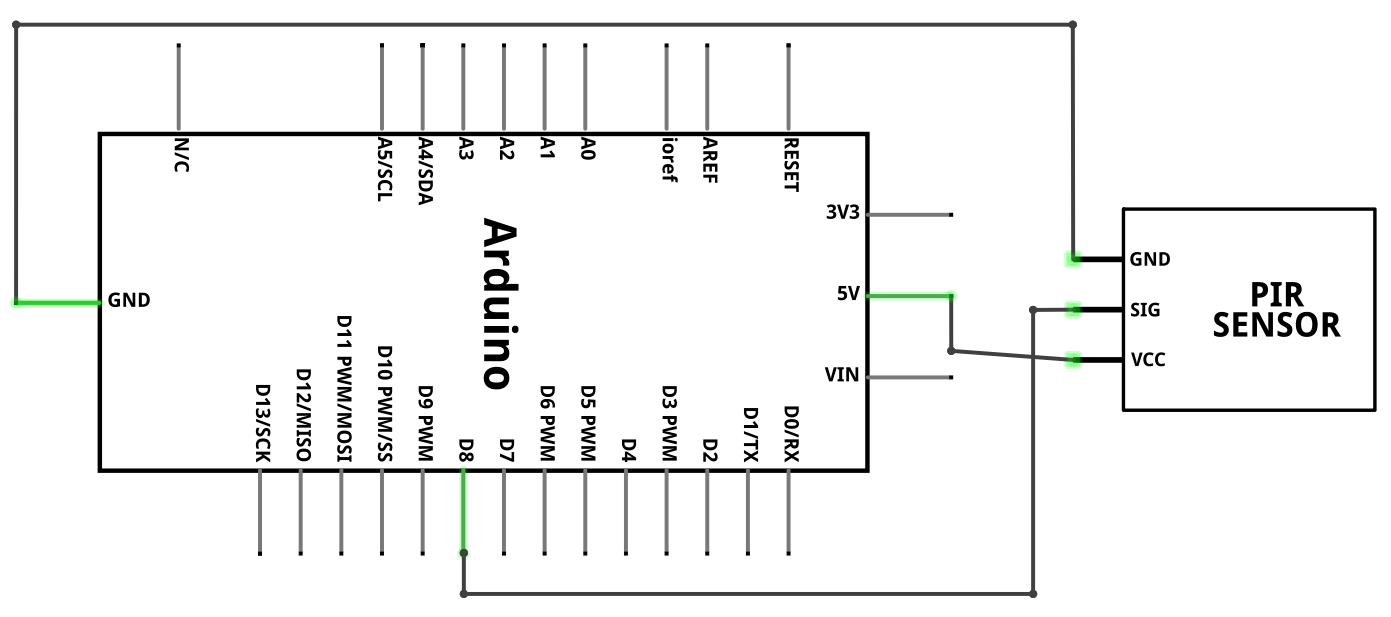 N/C
A5/SCL
A4/SDA
A3
A2
A1
A0
ioref
AREF
RESET
3V3
5V
VIN
GND
Arduino
D13/SCK
D12/MISO
D11 PWM/MOSI
D10 PWM/SS
D9 PWM
D8
D7
D6 PWM
D5 PWM
D4
D3 PWM
D2
D1/TX
D0/RX
GND
SIG
VCC
PIR
SENSOR